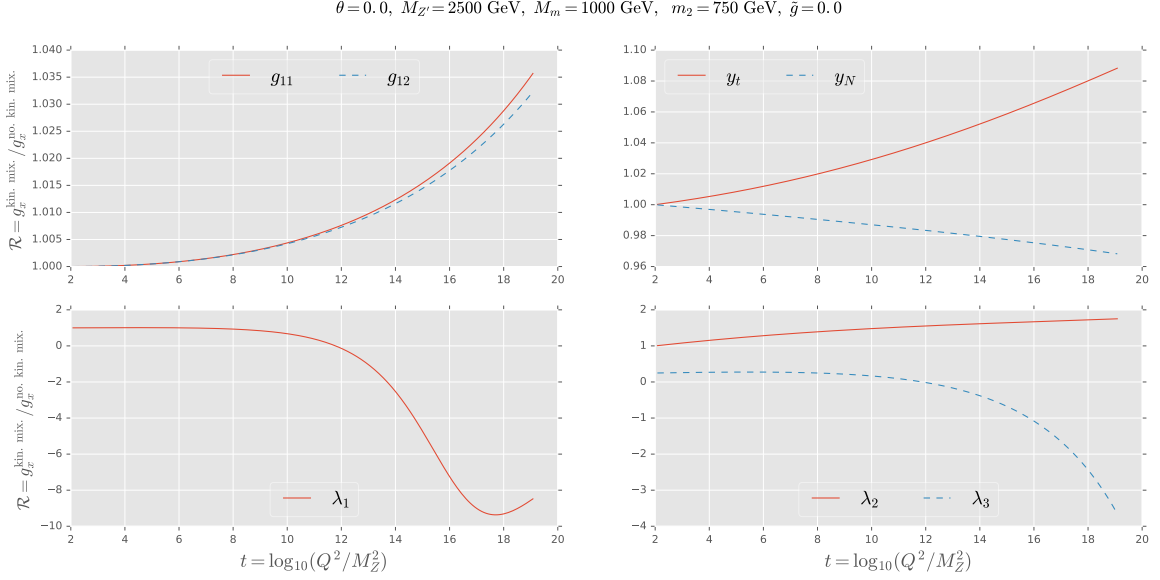 θ = 0.0, M_{Z'} = 2500 GeV, M_m = 1000 GeV, m_2 = 750 GeV, g̃ = 0.0
R = g_x^{kin. mix.} / g_x^{no. kin. mix.}
1.040
1.035
1.030
1.025
1.020
1.015
1.010
1.005
1.000
g_{11} g_{12}
2 4 6 8 10 12 14 16 18 20
1.10
1.08
1.06
1.04
1.02
1.00
0.98
0.96
y_t y_N
2 4 6 8 10 12 14 16 18 20
R = g_x^{kin. mix.} / g_x^{no. kin. mix.}
2
0
−2
−4
−6
−8
−10
λ_1
2 4 6 8 10 12 14 16 18 20
t = log_{10}(Q^2/M_Z^2)
2
1
0
−1
−2
−3
−4
λ_2 λ_3
2 4 6 8 10 12 14 16 18 20
t = log_{10}(Q^2/M_Z^2)